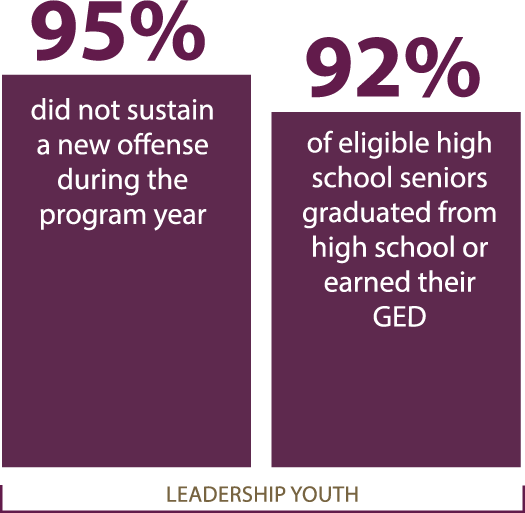 95%
did not sustain
a new offense
during the
program year
92%
of eligible high
school seniors
graduated from
high school or
earned their
GED
LEADERSHIP YOUTH